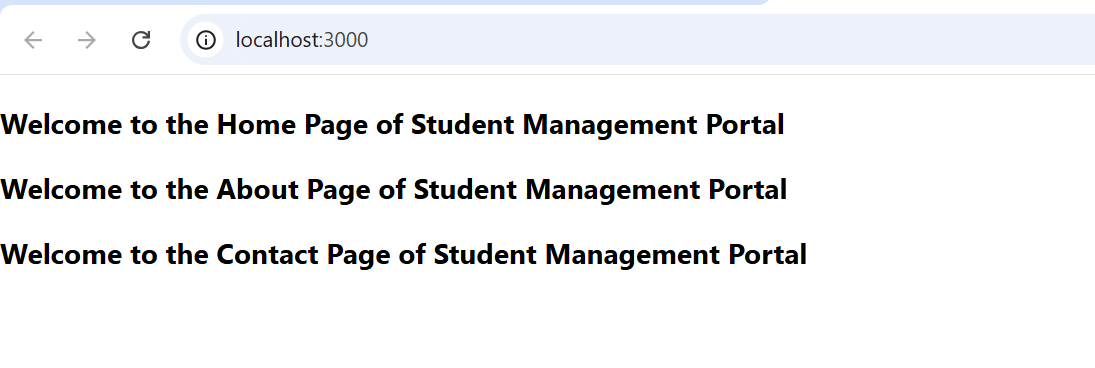 localhost:3000
Welcome to the Home Page of Student Management Portal
Welcome to the About Page of Student Management Portal
Welcome to the Contact Page of Student Management Portal